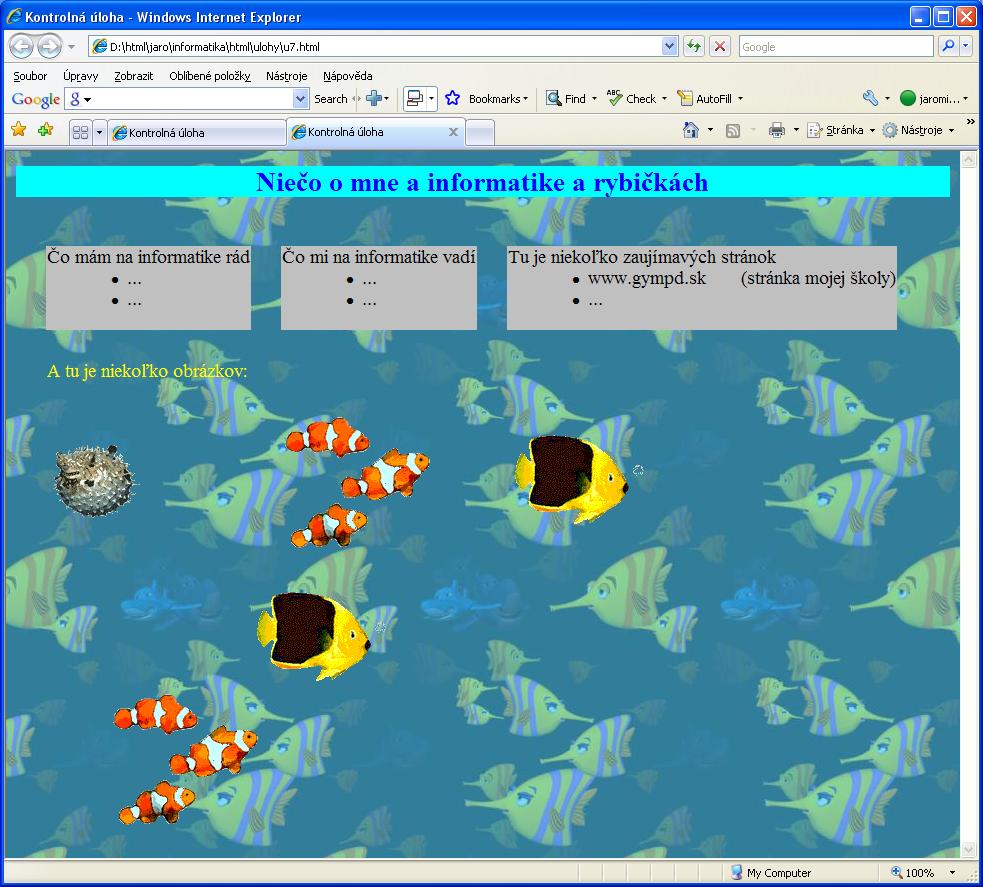 Kontrolná úloha - Windows Internet Explorer
D:\html\jaro\informatika\html\ulohy\u7.html
Google
Soubor Úpravy Zobrazit Oblíbené položky Nástroje Nápověda
Google g Search Bookmarks Find ABC Check AutoFill jaromi...
Kontrolná úloha Kontrolná úloha Stránka Nástroje »
Niečo o mne a informatike a rybičkách
Čo mám na informatike rád
• ...
• ...
Čo mi na informatike vadí
• ...
• ...
Tu je niekoľko zaujímavých stránok
• www.gympd.sk (stránka mojej školy)
• ...
A tu je niekoľko obrázkov:
My Computer 100%